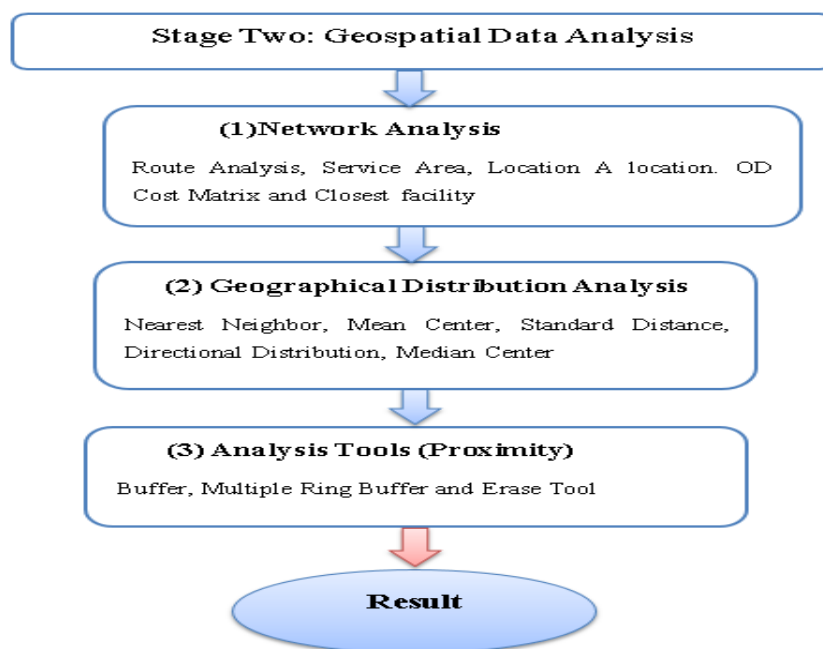 Stage Two: Geospatial Data Analysis
(1)Network Analysis
Route Analysis, Service Area, Location A location. OD
Cost Matrix and Closest facility
(2) Geographical Distribution Analysis
Nearest Neighbor, Mean Center, Standard Distance,
Directional Distribution, Median Center
(3) Analysis Tools (Proximity)
Buffer, Multiple Ring Buffer and Erase Tool
Result